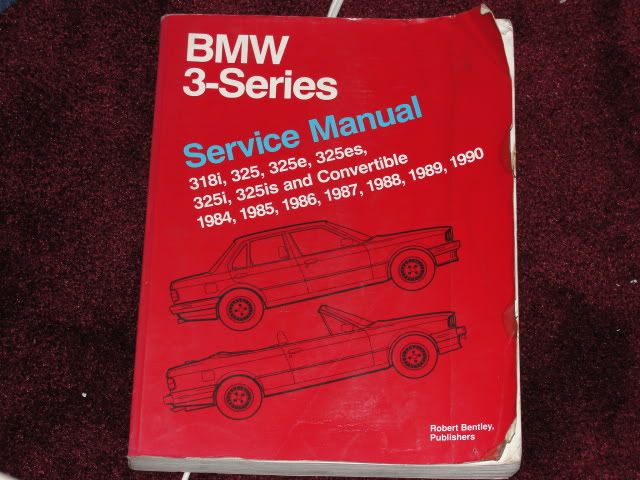 BMW
3-Series
Service Manual
318i, 325, 325e, 325es,
325i, 325is and Convertible
1984, 1985, 1986, 1987, 1988, 1989, 1990
Robert Bentley,
Publishers